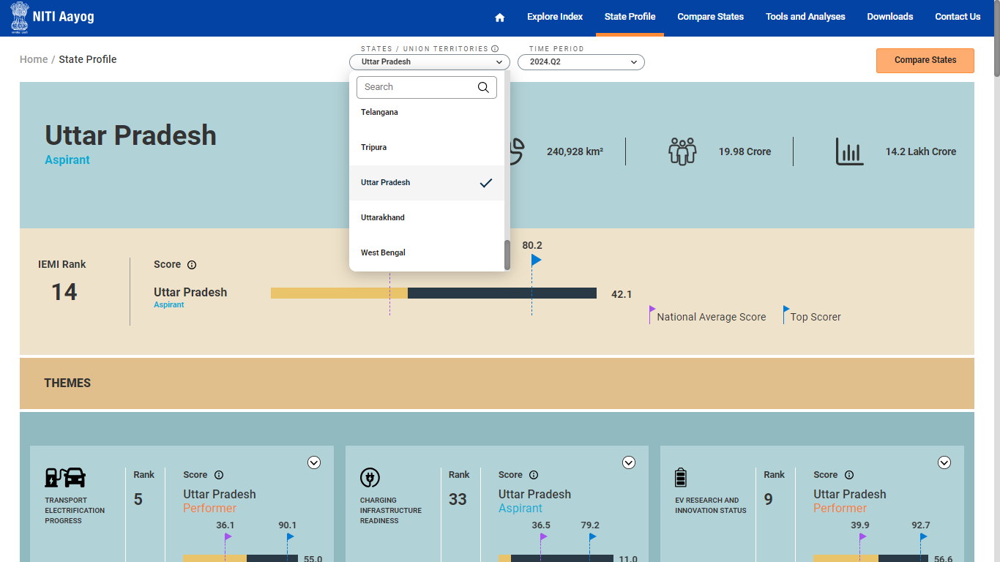 NITI Aayog
Explore Index
State Profile
Compare States
Tools and Analyses
Downloads
Contact Us
Home / State Profile
STATES / UNION TERRITORIES
Uttar Pradesh
TIME PERIOD
2024.Q2
Compare States
Search
Telangana
Tripura
Uttar Pradesh
Uttarakhand
West Bengal
Uttar Pradesh
Aspirant
240,928 km²
19.98 Crore
14.2 Lakh Crore
IEMI Rank
14
Score
Uttar Pradesh
Aspirant
80.2
42.1
National Average Score
Top Scorer
THEMES
TRANSPORT
ELECTRIFICATION
PROGRESS
Rank
5
Score
Uttar Pradesh
Performer
36.1
90.1
55.0
CHARGING
INFRASTRUCTURE
READINESS
Rank
33
Score
Uttar Pradesh
Aspirant
36.5
79.2
11.0
EV RESEARCH AND
INNOVATION STATUS
Rank
9
Score
Uttar Pradesh
Performer
39.9
92.7
56.6